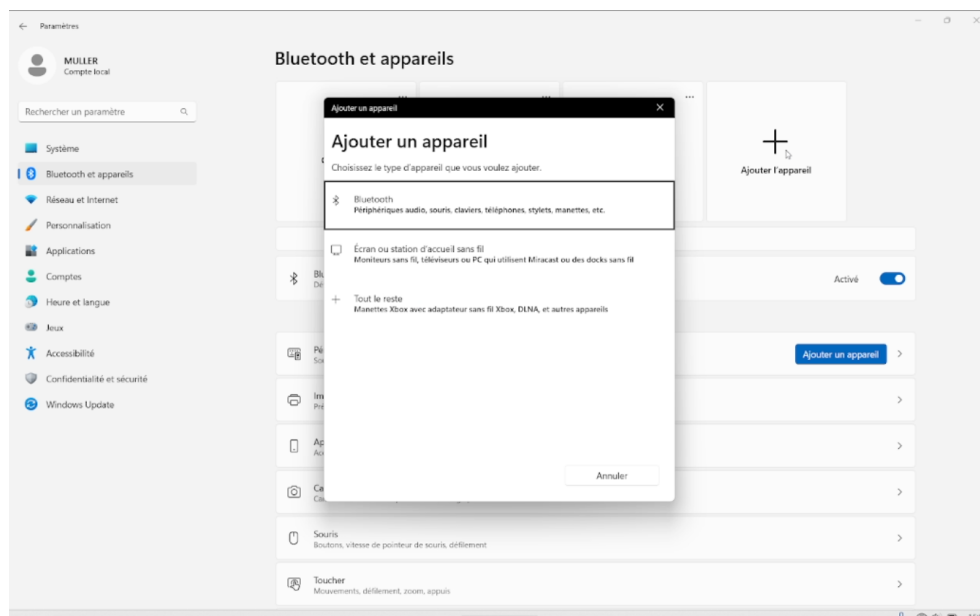 Paramètres
MULLER
Compte local
Rechercher un paramètre
Système
Bluetooth et appareils
Réseau et Internet
Personnalisation
Applications
Comptes
Heure et langue
Jeux
Accessibilité
Confidentialité et sécurité
Windows Update
Bluetooth et appareils
Ajouter un appareil
Ajouter un appareil
Choisissez le type d'appareil que vous voulez ajouter.
Bluetooth
Périphériques audio, souris, claviers, téléphones, stylets, manettes, etc.
Écran ou station d'accueil sans fil
Moniteurs sans fil, téléviseurs ou PC qui utilisent Miracast ou des docks sans fil
Tout le reste
Manettes Xbox avec adaptateur sans fil Xbox, DLNA, et autres appareils
Annuler
Ajouter l'appareil
Activé
Ajouter un appareil
Souris
Boutons, vitesse de pointeur de souris, défilement
Toucher
Mouvements, défilement, zoom, appuis